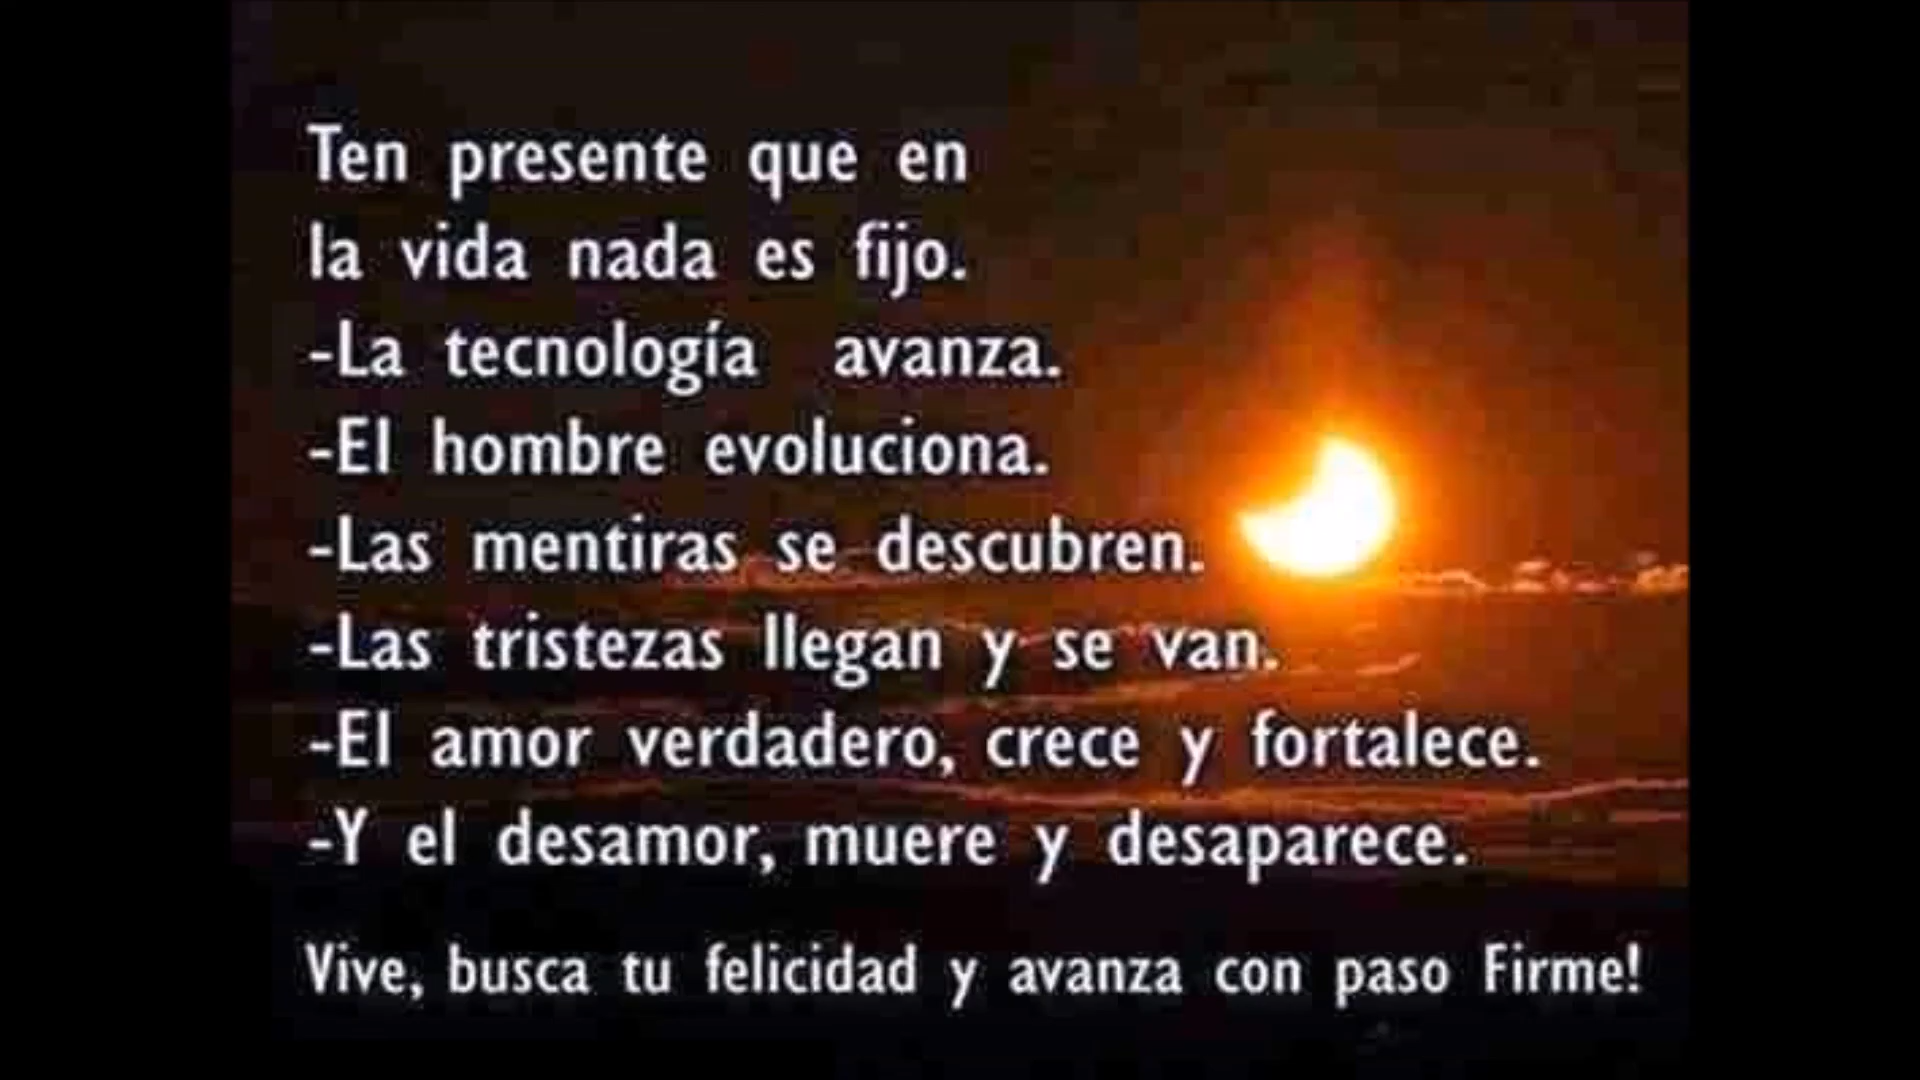 Ten presente que en
la vida nada es fijo.
-La tecnología avanza.
-El hombre evoluciona.
-Las mentiras se descubren.
-Las tristezas llegan y se van.
-El amor verdadero, crece y fortalece.
-Y el desamor, muere y desaparece.
Vive, busca tu felicidad y avanza con paso Firme!